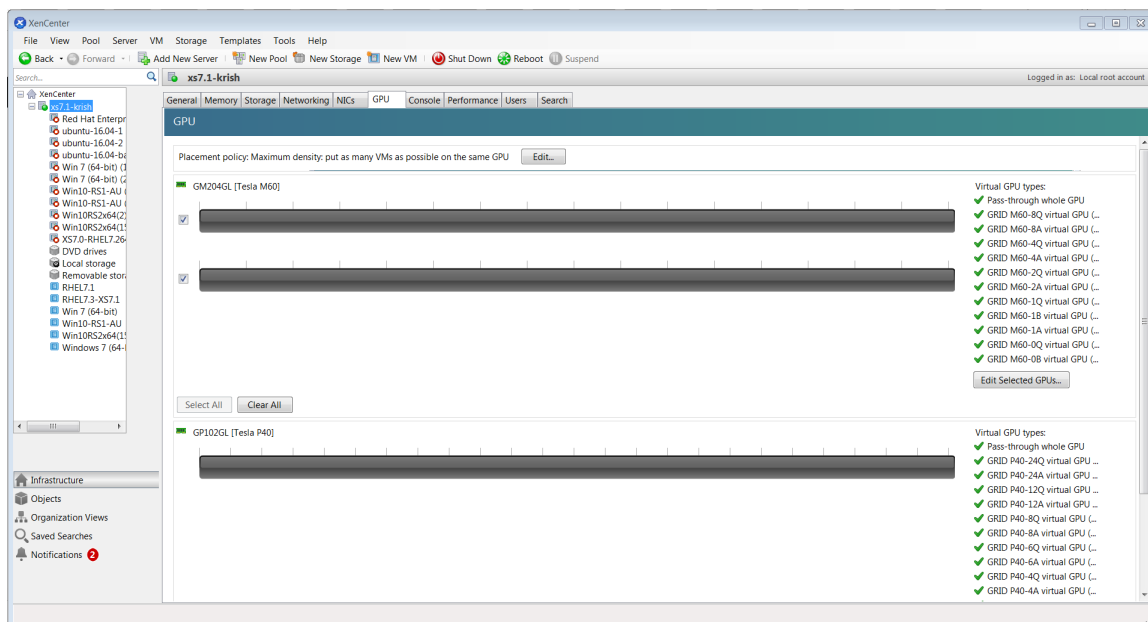 XenCenter
File View Pool Server VM Storage Templates Tools Help
Back Forward Add New Server New Pool New Storage New VM Shut Down Reboot Suspend
Search...
xs7.1-krish
Logged in as: Local root account
XenCenter
xs7.1-krish
Red Hat Enterpr
ubuntu-16.04-1
ubuntu-16.04-2
ubuntu-16.04-ba
Win 7 (64-bit) (1
Win 7 (64-bit) (2
Win10-RS1-AU (
Win10-RS1-AU (
Win10RS2x64(2)
Win10RS2x64(15
XS7.0-RHEL7.264
DVD drives
Local storage
Removable stora
RHEL7.1
RHEL7.3-XS7.1
Win 7 (64-bit)
Win10-RS1-AU
Win10RS2x64(15
Windows 7 (64-b
Infrastructure
Objects
Organization Views
Saved Searches
Notifications 2
General Memory Storage Networking NICs GPU Console Performance Users Search
GPU
Placement policy: Maximum density: put as many VMs as possible on the same GPU Edit...
GM204GL [Tesla M60]
Virtual GPU types:
Pass-through whole GPU
GRID M60-8Q virtual GPU (...
GRID M60-8A virtual GPU (...
GRID M60-4Q virtual GPU (...
GRID M60-4A virtual GPU (...
GRID M60-2Q virtual GPU (...
GRID M60-2A virtual GPU (...
GRID M60-1Q virtual GPU (...
GRID M60-1B virtual GPU (...
GRID M60-1A virtual GPU (...
GRID M60-0Q virtual GPU (...
GRID M60-0B virtual GPU (...
Edit Selected GPUs...
Select All Clear All
GP102GL [Tesla P40]
Virtual GPU types:
Pass-through whole GPU
GRID P40-24Q virtual GPU ...
GRID P40-24A virtual GPU ...
GRID P40-12Q virtual GPU ...
GRID P40-12A virtual GPU ...
GRID P40-8Q virtual GPU (...
GRID P40-8A virtual GPU (...
GRID P40-6Q virtual GPU (...
GRID P40-6A virtual GPU (...
GRID P40-4Q virtual GPU (...
GRID P40-4A virtual GPU (...